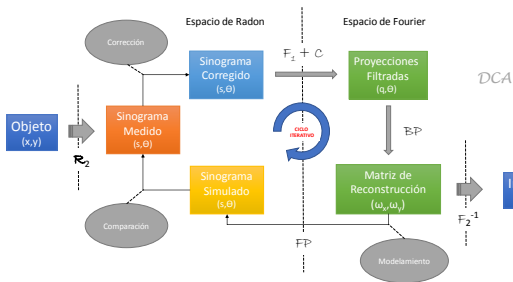 Espacio de Radon
Espacio de Fourier
Corrección
Sinograma
Corregido
(s,Θ)
F₁ + C
Proyecciones
Filtradas
(q,Θ)
DCA
Objeto
(x,y)
R₂
Sinograma
Medido
(s,Θ)
CICLO
ITERATIVO
BP
Sinograma
Simulado
(s,Θ)
Matriz de
Reconstrucción
(ωₓ,ωᵧ)
F₂⁻¹
Comparación
FP
Modelamiento